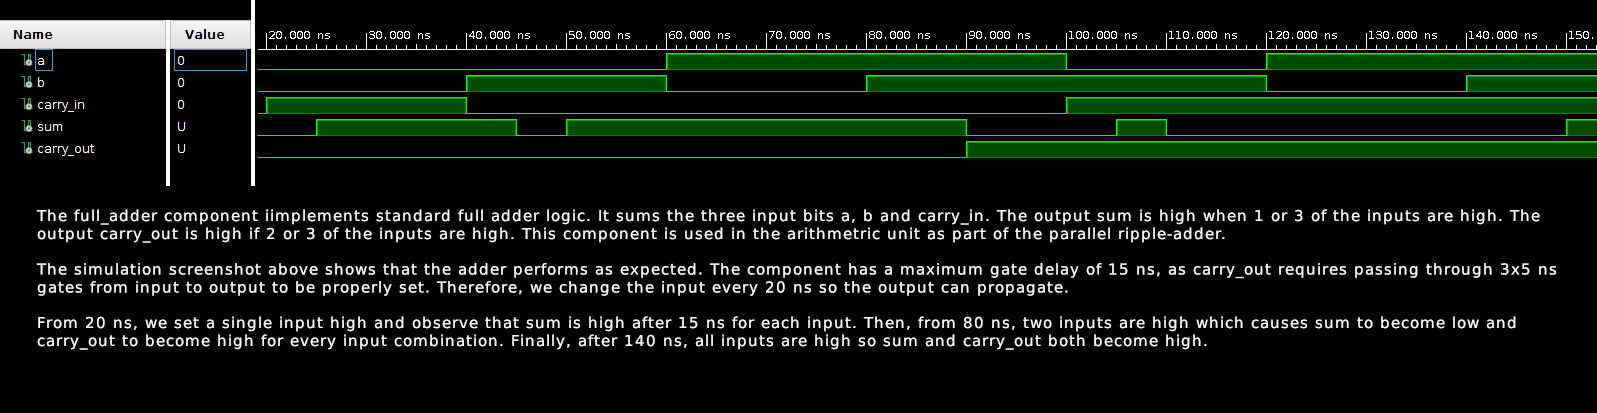 Name Value
20.000 ns 30.000 ns 40.000 ns 50.000 ns 60.000 ns 70.000 ns 80.000 ns 90.000 ns 100.000 ns 110.000 ns 120.000 ns 130.000 ns 140.000 ns 150.
a 0
b 0
carry_in 0
sum U
carry_out U
The full_adder component iimplements standard full adder logic. It sums the three input bits a, b and carry_in. The output sum is high when 1 or 3 of the inputs are high. The
output carry_out is high if 2 or 3 of the inputs are high. This component is used in the arithmetric unit as part of the parallel ripple-adder.
The simulation screenshot above shows that the adder performs as expected. The component has a maximum gate delay of 15 ns, as carry_out requires passing through 3x5 ns
gates from input to output to be properly set. Therefore, we change the input every 20 ns so the output can propagate.
From 20 ns, we set a single input high and observe that sum is high after 15 ns for each input. Then, from 80 ns, two inputs are high which causes sum to become low and
carry_out to become high for every input combination. Finally, after 140 ns, all inputs are high so sum and carry_out both become high.